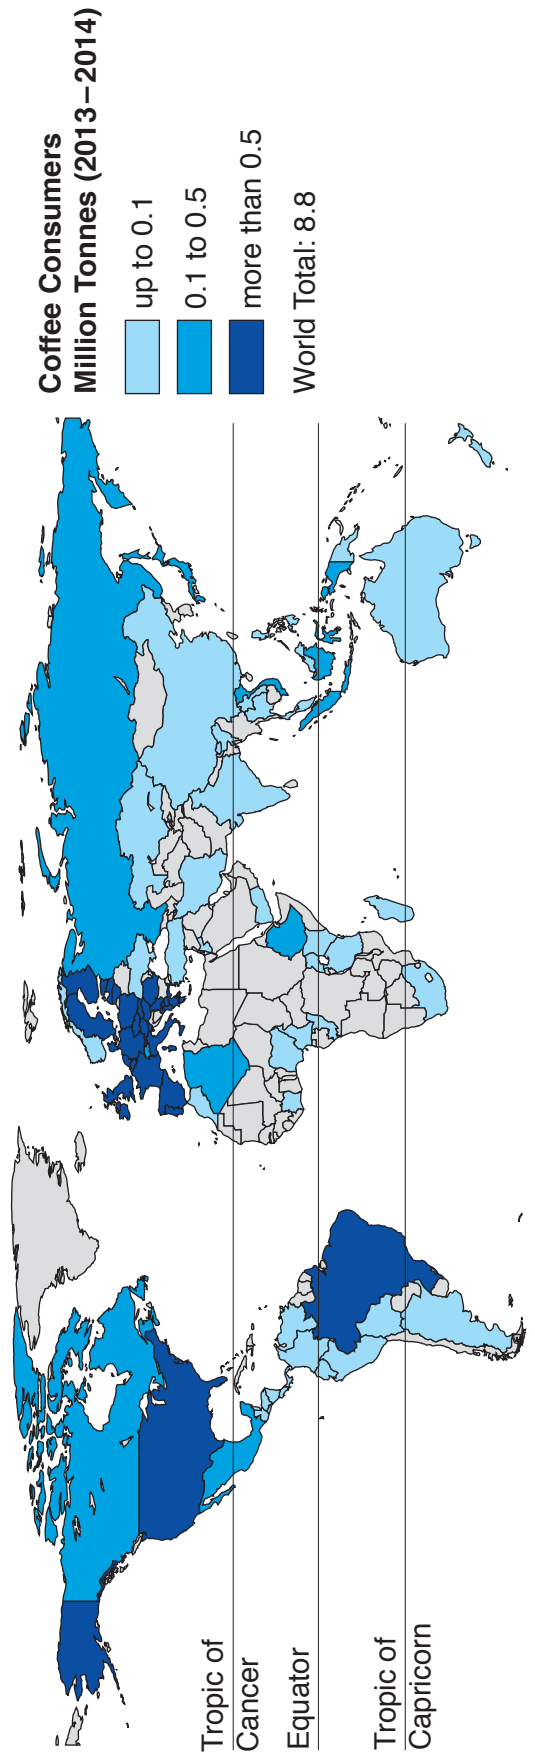 Coffee Consumers
Million Tonnes (2013–2014)
up to 0.1
0.1 to 0.5
more than 0.5
World Total: 8.8
Tropic of
Cancer
Equator
Tropic of
Capricorn